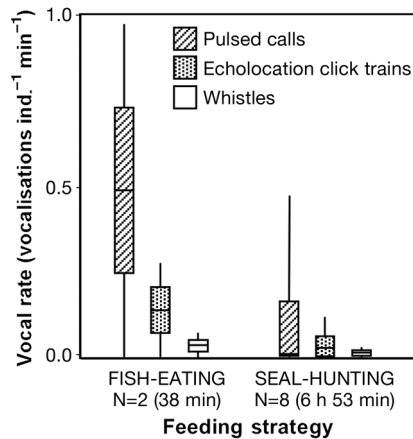 Vocal rate (vocalisations ind.⁻¹ min⁻¹)
1.0
0.5
0.0
Pulsed calls
Echolocation click trains
Whistles
FISH-EATING SEAL-HUNTING
N=2 (38 min) N=8 (6 h 53 min)
Feeding strategy